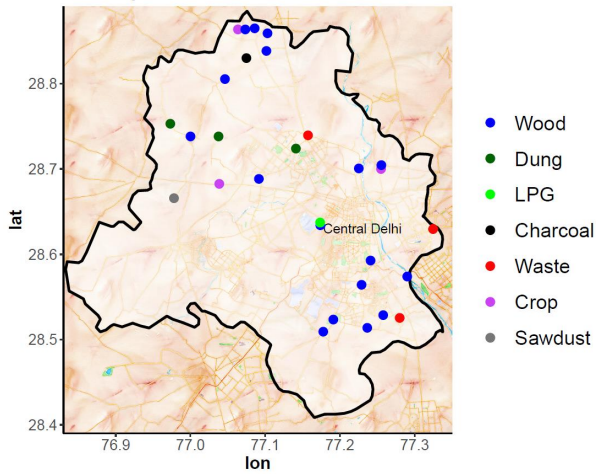 28.8
28.7
28.6
28.5
28.4
lat
Central Delhi
76.9 77.0 77.1 77.2 77.3
lon
Wood
Dung
LPG
Charcoal
Waste
Crop
Sawdust